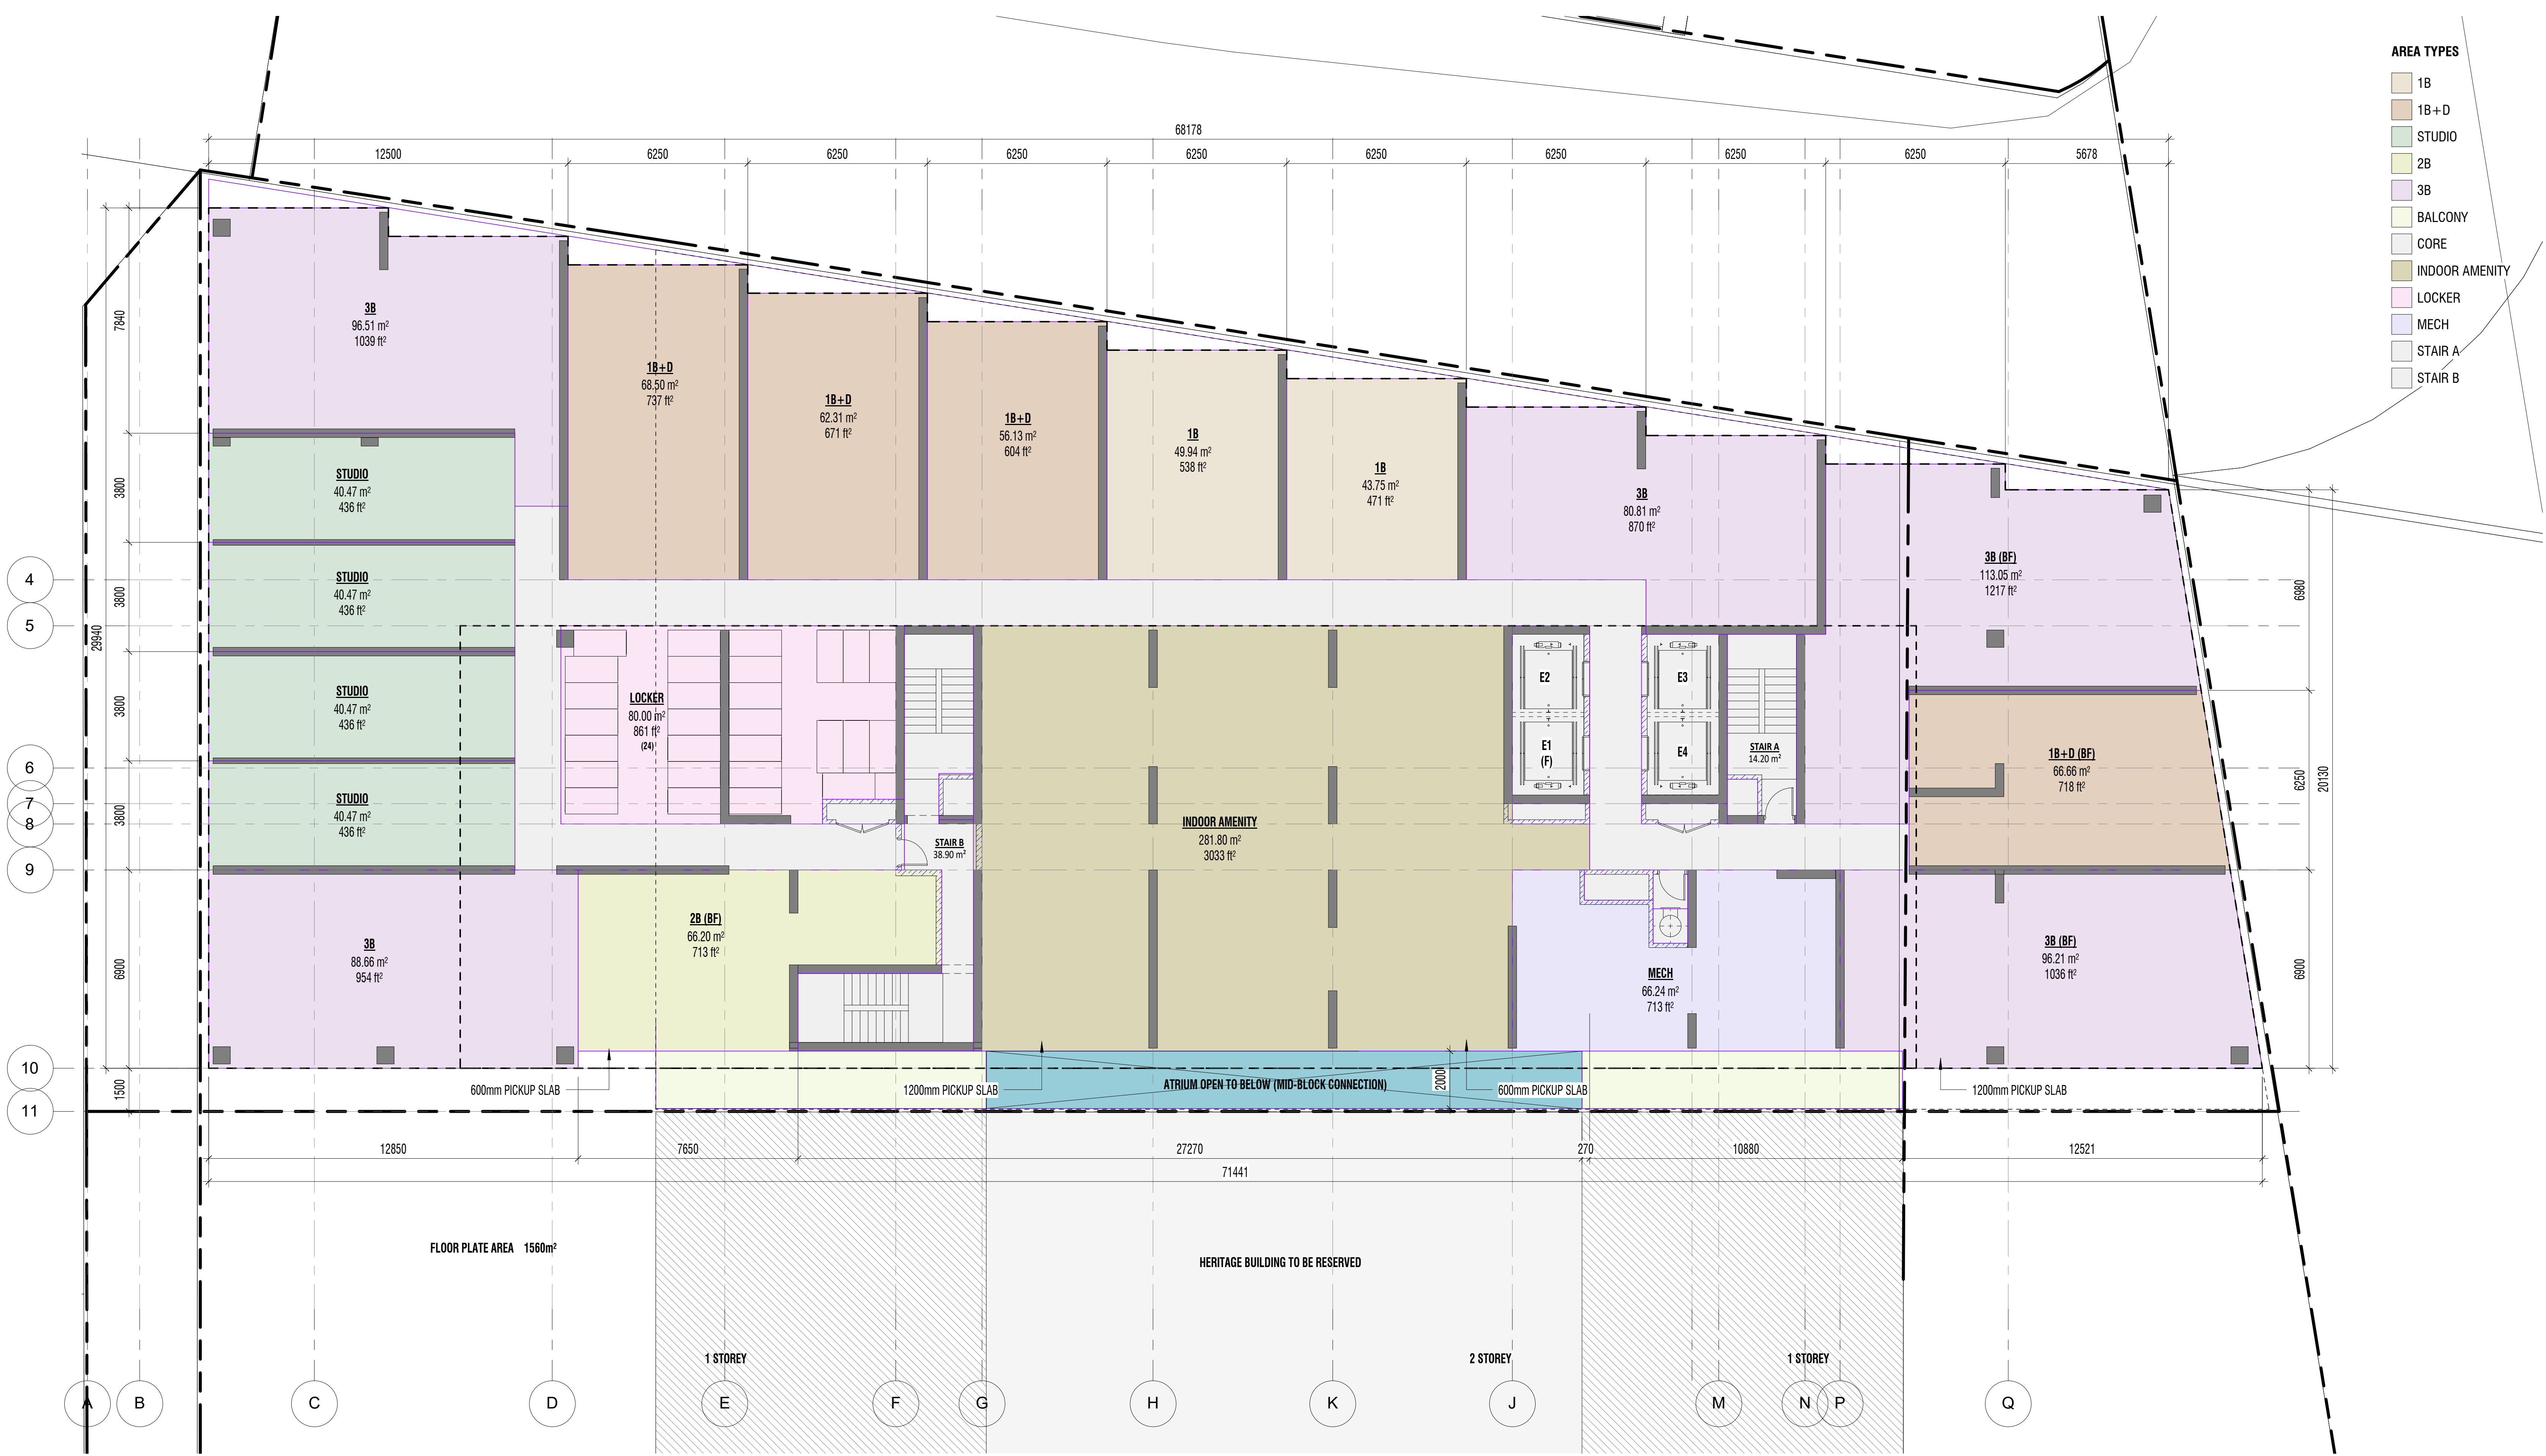 AREA TYPES
1B
1B+D
STUDIO
2B
3B
BALCONY
CORE
INDOOR AMENITY
LOCKER
MECH
STAIR A
STAIR B
68178
12500
6250
6250
6250
6250
6250
6250
6250
6250
5678
3B
96.51 m²
1039 ft²
1B+D
68.50 m²
737 ft²
1B+D
62.31 m²
671 ft²
1B+D
56.13 m²
604 ft²
1B
49.94 m²
538 ft²
1B
43.75 m²
471 ft²
3B
80.81 m²
870 ft²
3B (BF)
113.05 m²
1217 ft²
STUDIO
40.47 m²
436 ft²
STUDIO
40.47 m²
436 ft²
STUDIO
40.47 m²
436 ft²
STUDIO
40.47 m²
436 ft²
LOCKER
80.00 m²
861 ft²
(24)
E2
E1
(F)
E3
E4
STAIR A
14.20 m²
1B+D (BF)
66.66 m²
718 ft²
INDOOR AMENITY
281.80 m²
3033 ft²
STAIR B
38.90 m²
3B
88.66 m²
954 ft²
2B (BF)
66.20 m²
713 ft²
MECH
66.24 m²
713 ft²
3B (BF)
96.21 m²
1036 ft²
7840
3800
3800
3800
3800
6900
1500
29940
6980
6250
6900
20130
4
5
6
7
8
9
10
11
600mm PICKUP SLAB
1200mm PICKUP SLAB
ATRIUM OPEN TO BELOW (MID-BLOCK CONNECTION)
2000
600mm PICKUP SLAB
1200mm PICKUP SLAB
12850
7650
27270
270
10880
12521
71441
FLOOR PLATE AREA 1560m²
HERITAGE BUILDING TO BE RESERVED
1 STOREY
2 STOREY
1 STOREY
A
B
C
D
E
F
G
H
K
J
M
N
P
Q